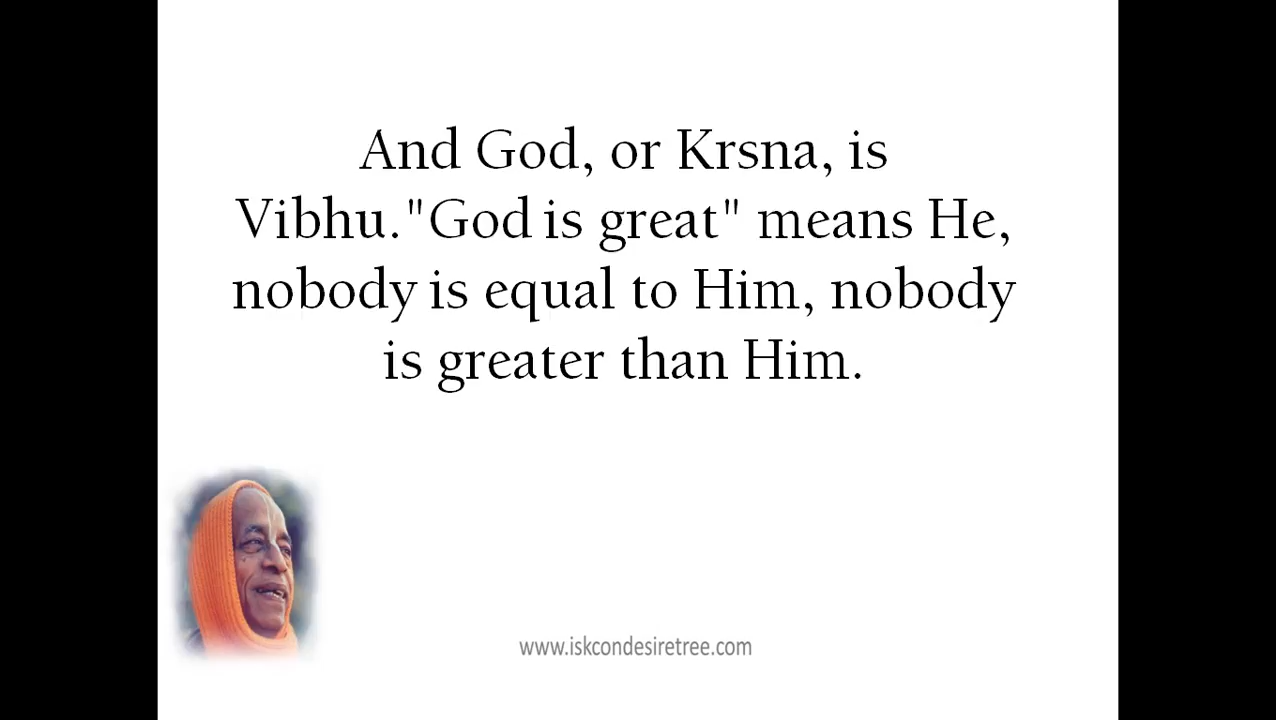 And God, or Krsna, is
Vibhu."God is great" means He,
nobody is equal to Him, nobody
is greater than Him.
www.iskcondesiretree.com